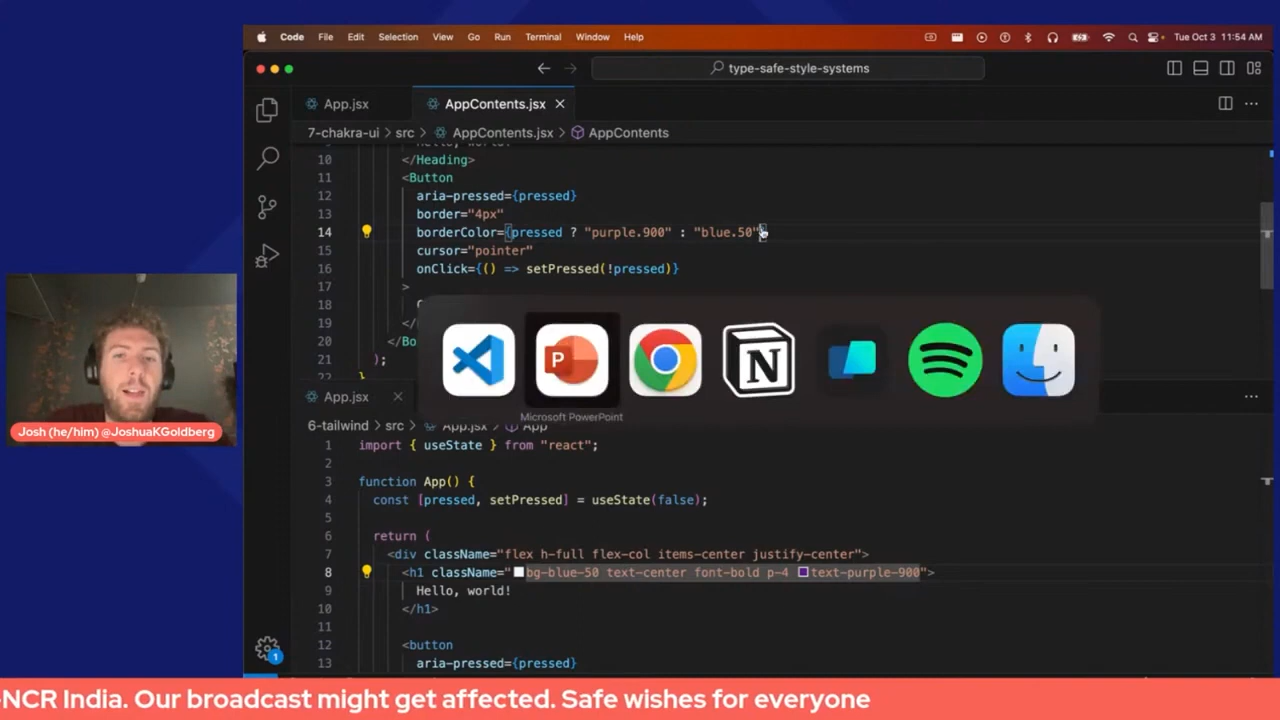 Code File Edit Selection View Go Run Terminal Window Help Tue Oct 3 11:54 AM
type-safe-style-systems
App.jsx AppContents.jsx
7-chakra-ui > src > AppContents.jsx > AppContents
10 </Heading>
11 <Button
12 aria-pressed={pressed}
13 border="4px"
14 borderColor={pressed ? "purple.900" : "blue.50"
15 cursor="pointer"
16 onClick={() => setPressed(!pressed)}
17 >
18
19 </
20 </Bo
21 );
22 }
Microsoft PowerPoint
App.jsx
6-tailwind > src > App.jsx > App
1 import { useState } from "react";
2
3 function App() {
4 const [pressed, setPressed] = useState(false);
5
6 return (
7 <div className="flex h-full flex-col items-center justify-center">
8 <h1 className="bg-blue-50 text-center font-bold p-4 text-purple-900">
9 Hello, world!
10 </h1>
11
12 <button
13 aria-pressed={pressed}
1
Josh (he/him) @JoshuaKGoldberg
-NCR India. Our broadcast might get affected. Safe wishes for everyone